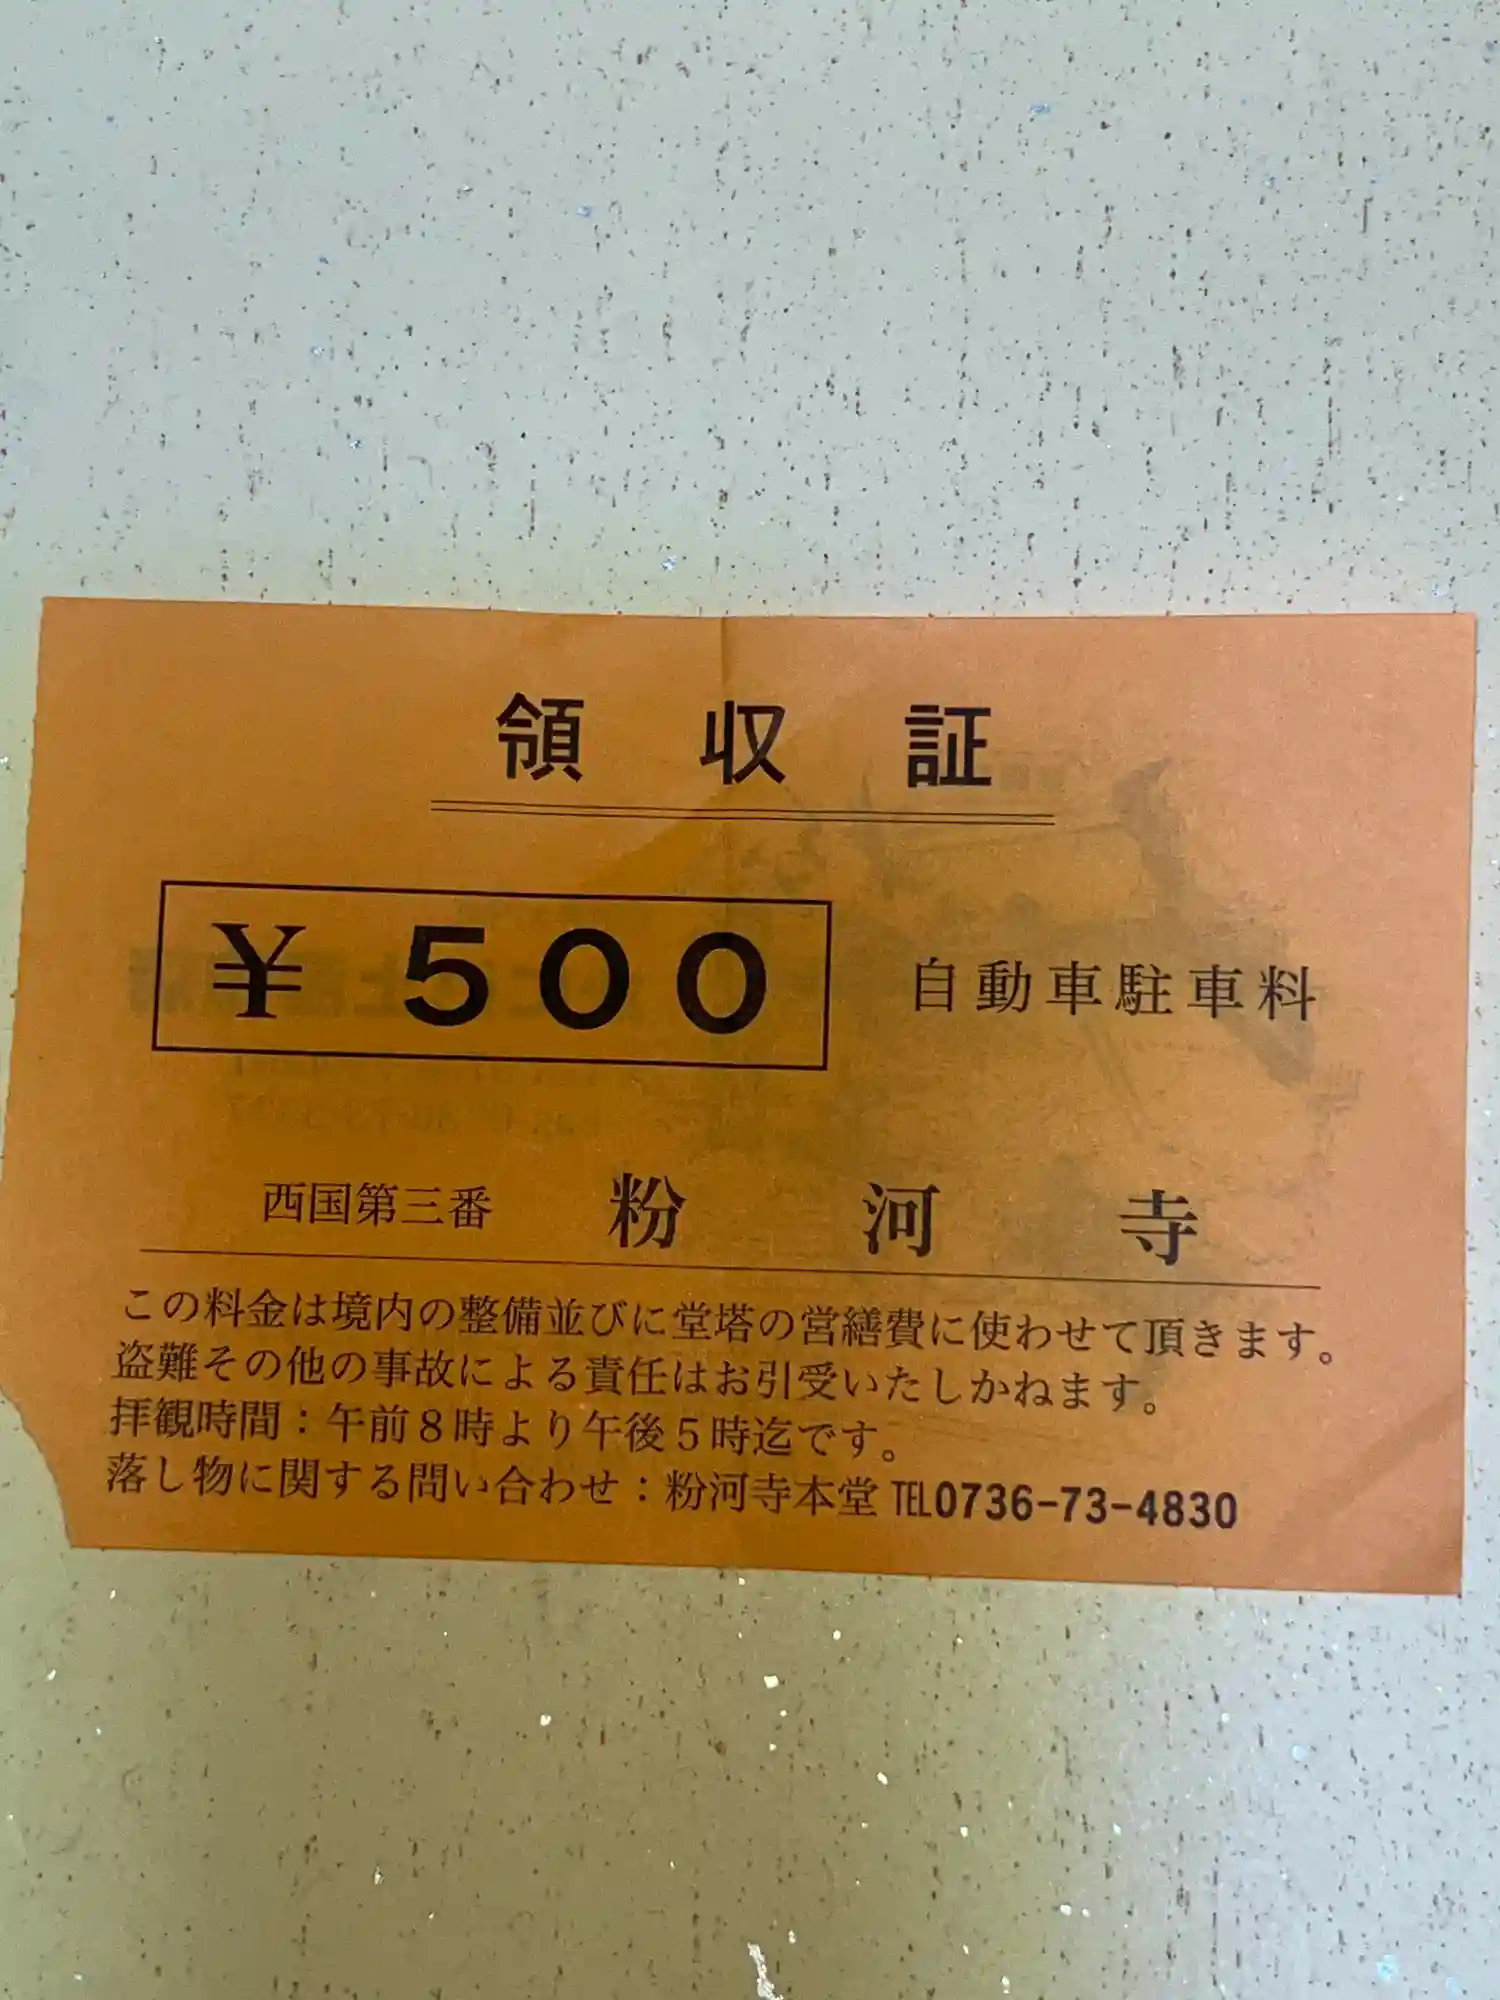 領収証
￥500 自動車駐車料
西国第三番 粉河寺
この料金は境内の整備並びに堂塔の営繕費に使わせて頂きます。
盗難その他の事故による責任はお引受いたしかねます。
拝観時間：午前８時より午後５時迄です。
落し物に関する問い合わせ：粉河寺本堂 TEL0736-73-4830